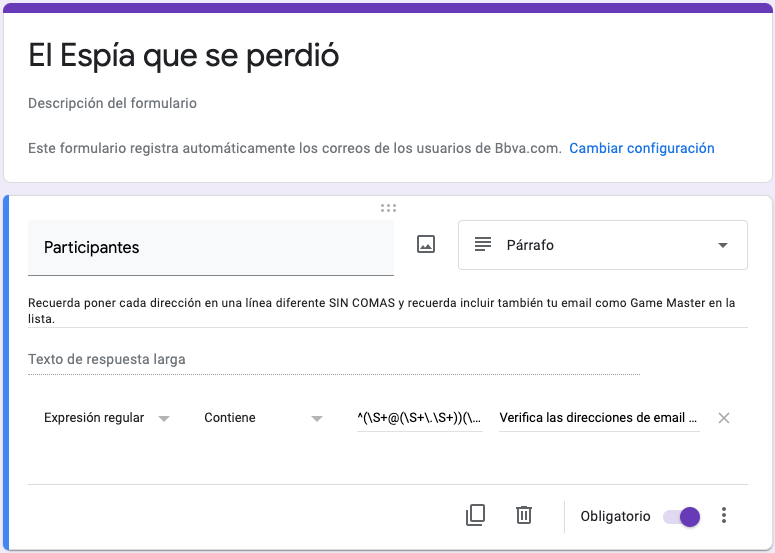 El Espía que se perdió
Descripción del formulario
Este formulario registra automáticamente los correos de los usuarios de Bbva.com. Cambiar configuración
Participantes
Párrafo
Recuerda poner cada dirección en una línea diferente SIN COMAS y recuerda incluir también tu email como Game Master en la
lista.
Texto de respuesta larga
Expresión regular Contiene ^(\S+@(\S+\.\S+))(\... Verifica las direcciones de email ...
Obligatorio